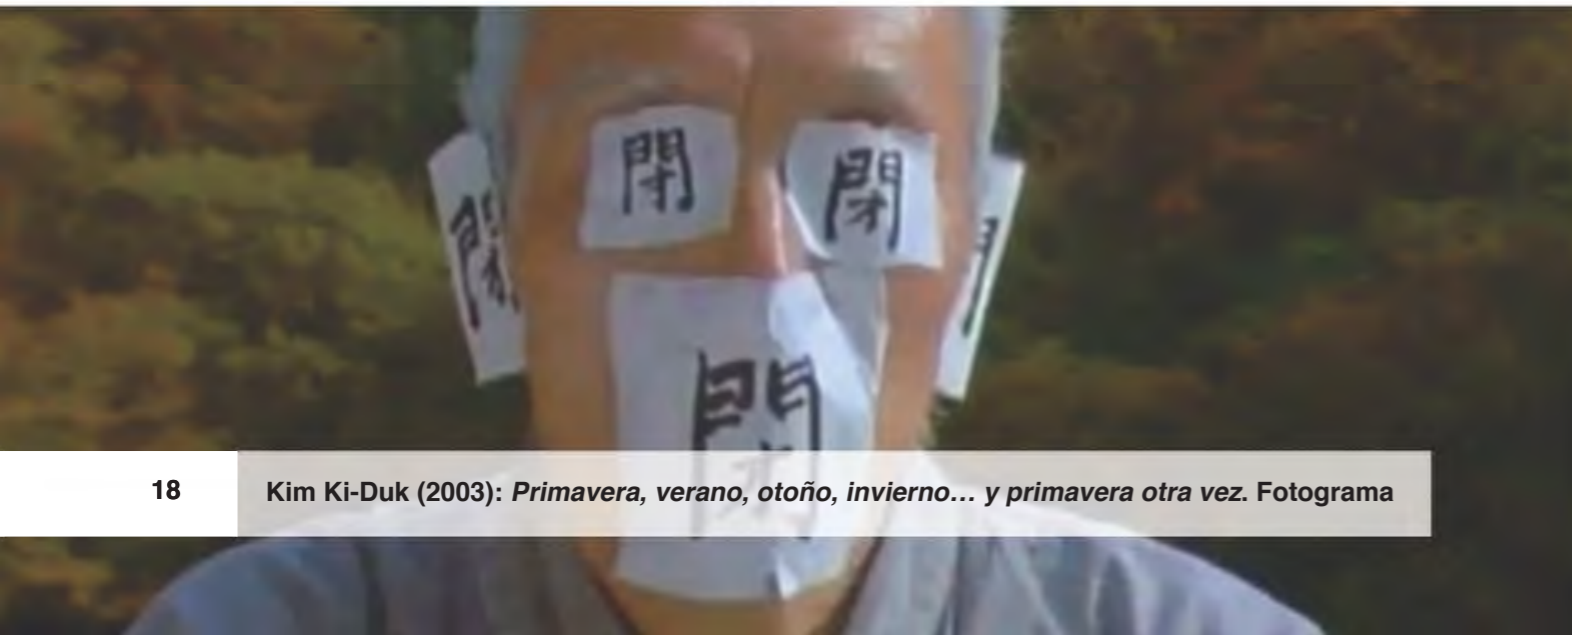 閉
閉
閉
18
Kim Ki-Duk (2003): Primavera, verano, otoño, invierno… y primavera otra vez. Fotograma